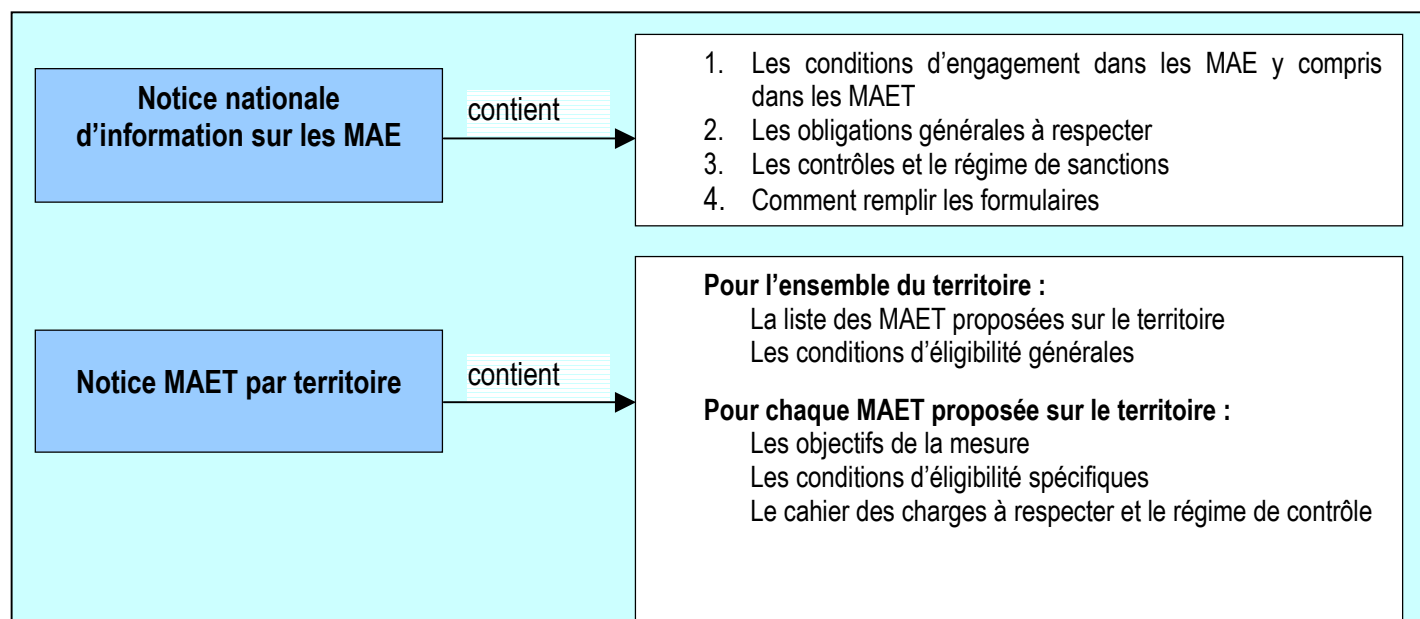 Notice nationale
d'information sur les MAE
contient
1. Les conditions d'engagement dans les MAE y compris
dans les MAET
2. Les obligations générales à respecter
3. Les contrôles et le régime de sanctions
4. Comment remplir les formulaires
Notice MAET par territoire
contient
Pour l'ensemble du territoire :
La liste des MAET proposées sur le territoire
Les conditions d'éligibilité générales
Pour chaque MAET proposée sur le territoire :
Les objectifs de la mesure
Les conditions d'éligibilité spécifiques
Le cahier des charges à respecter et le régime de contrôle